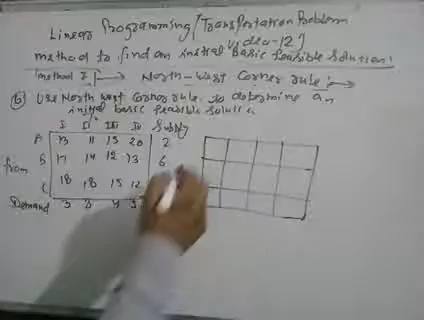 Linear Programming/Transportation Problem
Video-12)
method to find an initial basic feasible solution:
method I North-West Corner rule:
Use North west corner rule to determine an
initial basic feasible solution
I II III IV Supply
A 13 11 15 20 2
from B 17 14 12 13 6
C 18 18 15 12
Demand 3 3 4 5